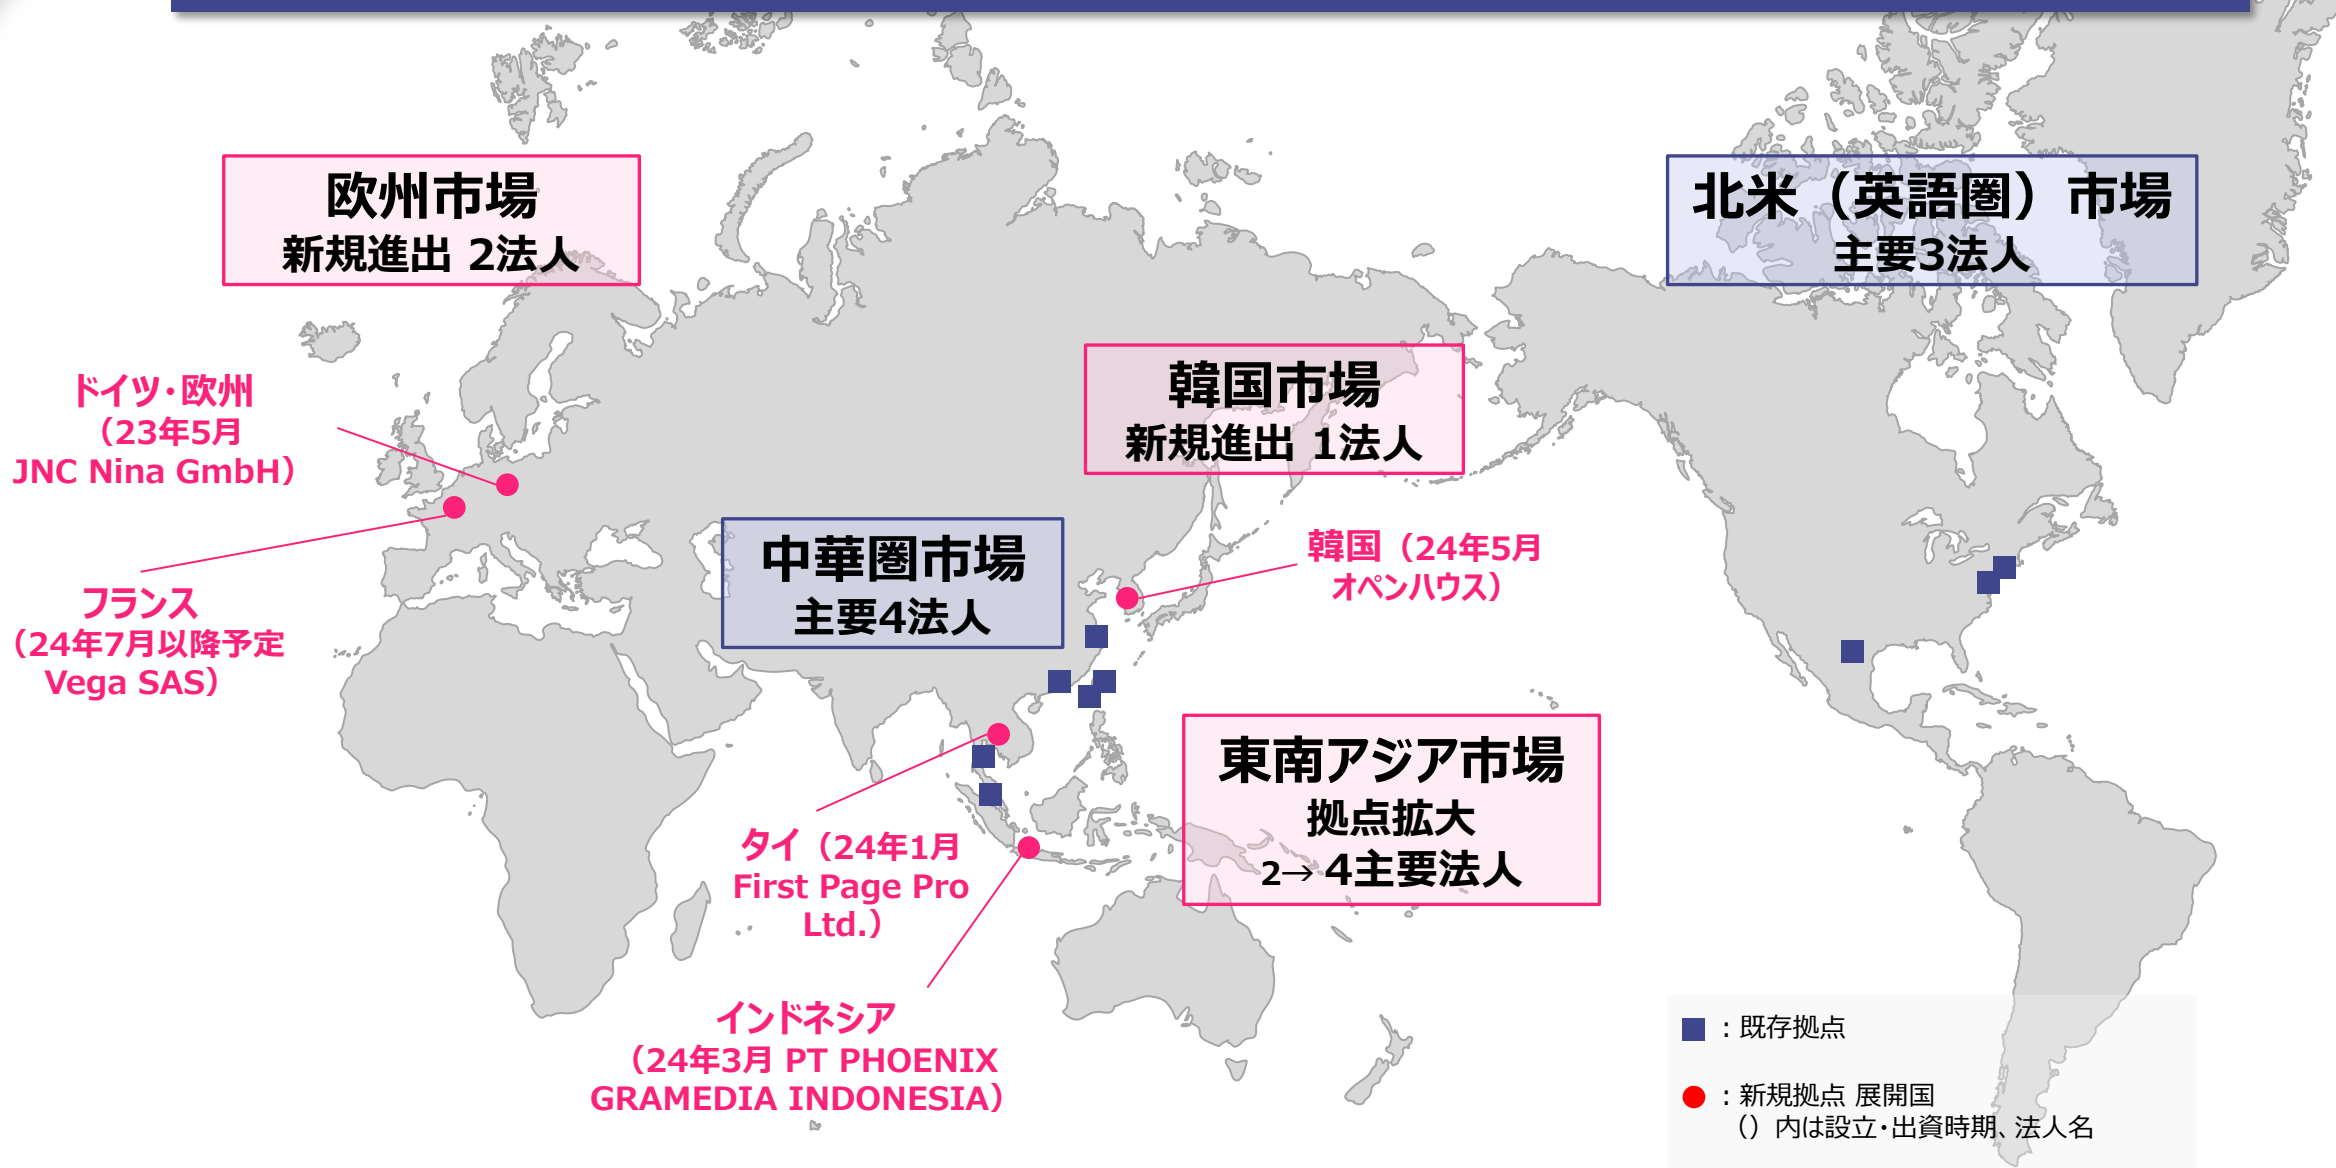 欧州市場
新規進出 2法人
北米（英語圏）市場
主要3法人
韓国市場
新規進出 1法人
ドイツ・欧州
（23年5月
JNC Nina GmbH）
中華圏市場
主要4法人
韓国（24年5月
オペンハウス）
フランス
（24年7月以降予定
Vega SAS）
東南アジア市場
拠点拡大
2→ 4主要法人
タイ（24年1月
First Page Pro
Ltd.）
インドネシア
（24年3月 PT PHOENIX
GRAMEDIA INDONESIA）
：既存拠点
：新規拠点 展開国
（）内は設立・出資時期、法人名